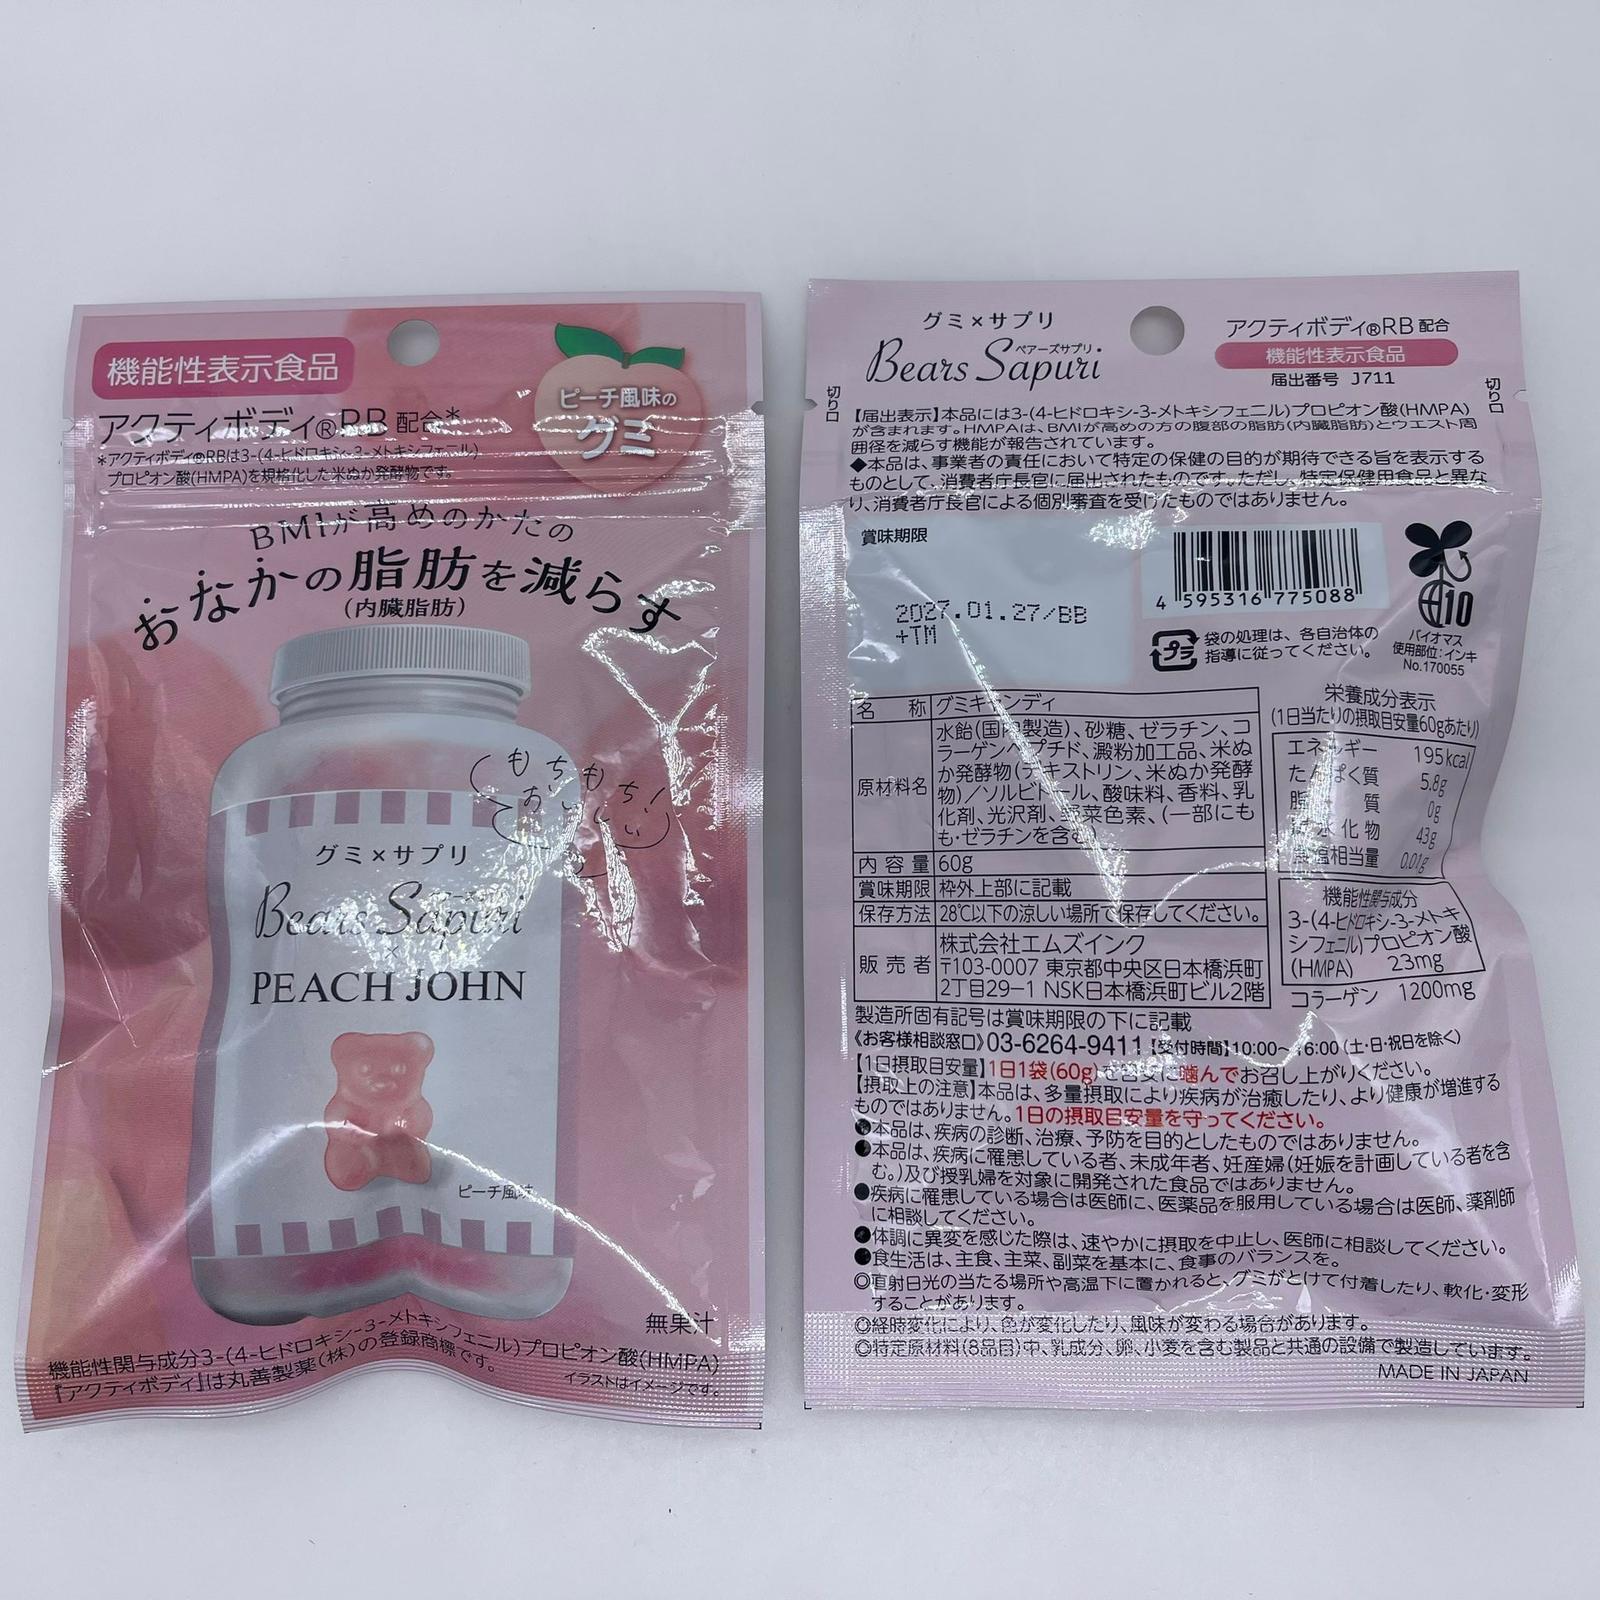 機能性表示食品
アクティボディ®RB 配合*
*アクティボディ®RBは3-(4-ヒドロキシ-3-メトキシフェニル)
プロピオン酸(HMPA)を規格化した米ぬか発酵物です。
ピーチ風味の
グミ
BMIが高めのかたの
おなかの脂肪を減らす
(内臓脂肪)
もちもち
おいしい!
グミ×サプリ
Bears Sapuri
×
PEACH JOHN
ピーチ風味
無果汁
機能性関与成分3-(4-ヒドロキシ-3-メトキシフェニル)プロピオン酸(HMPA)
『アクティボディ』は丸善製薬(株)の登録商標です。
イラストはイメージです。
グミ×サプリ
ベアーズサプリ
Bears Sapuri
アクティボディ®RB 配合
機能性表示食品
届出番号 J711
切り口
切り口
【届出表示】本品には3-(4-ヒドロキシ-3-メトキシフェニル)プロピオン酸(HMPA)
が含まれます。HMPAは、BMIが高めの方の腹部の脂肪(内臓脂肪)とウエスト周
囲径を減らす機能が報告されています。
◆本品は、事業者の責任において特定の保健の目的が期待できる旨を表示する
ものとして、消費者庁長官に届出されたものです。ただし、特定保健用食品と異な
り、消費者庁長官による個別審査を受けたものではありません。
賞味期限
2027.01.27/BB
+TM
4 595316 775088
プラ
袋の処理は、各自治体の
指導に従ってください。
10
バイオマス
使用部位:インキ
No.170055
名称 グミキャンディ
原材料名 水飴(国内製造)、砂糖、ゼラチン、コ
ラーゲンペプチド、澱粉加工品、米ぬ
か発酵物(デキストリン、米ぬか発酵
物)/ソルビトール、酸味料、香料、乳
化剤、光沢剤、野菜色素、(一部にも
も・ゼラチンを含む
内容量 60g
賞味期限 枠外上部に記載
保存方法 28℃以下の涼しい場所で保存してください。
販売者 株式会社エムズインク
〒103-0007 東京都中央区日本橋浜町
2丁目29-1 NSK日本橋浜町ビル2階
栄養成分表示
(1日当たりの摂取目安量60gあたり)
エネルギー 195kcal
たんぱく質 5.8g
脂質 0g
炭水化物 43g
食塩相当量 0.01g
機能性関与成分
3-(4-ヒドロキシ-3-メトキ
シフェニル)プロピオン酸
(HMPA) 23mg
コラーゲン 1200mg
製造所固有記号は賞味期限の下に記載
《お客様相談窓口》03-6264-9411【受付時間】10:00~16:00 (土・日・祝日を除く)
【1日摂取目安量】1日1袋(60g)を目安に噛んでお召し上がりください。
【摂取上の注意】本品は、多量摂取により疾病が治癒したり、より健康が増進する
ものではありません。1日の摂取目安量を守ってください。
●本品は、疾病の診断、治療、予防を目的としたものではありません。
●本品は、疾病に罹患している者、未成年者、妊産婦(妊娠を計画している者を含
む。)及び授乳婦を対象に開発された食品ではありません。
●疾病に罹患している場合は医師に、医薬品を服用している場合は医師、薬剤師
に相談してください。
●体調に異変を感じた際は、速やかに摂取を中止し、医師に相談してください。
●食生活は、主食、主菜、副菜を基本に、食事のバランスを。
◎直射日光の当たる場所や高温下に置かれると、グミがとけて付着したり、軟化・変形
することがあります。
◎経時変化により、色が変化したり、風味が変わる場合があります。
◎特定原材料(8品目)中、乳成分、卵、小麦を含む製品と共通の設備で製造しています。
MADE IN JAPAN